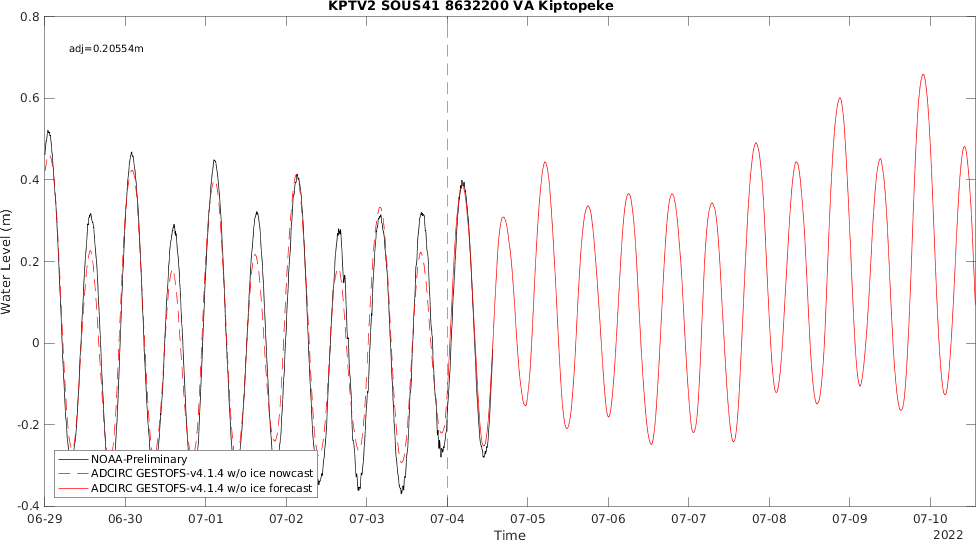 KPTV2 SOUS41 8632200 VA Kiptopeke
adj=0.20554m
Water Level (m)
0.8
0.6
0.4
0.2
0
-0.2
-0.4
NOAA-Preliminary
ADCIRC GESTOFS-v4.1.4 w/o ice nowcast
ADCIRC GESTOFS-v4.1.4 w/o ice forecast
06-29 06-30 07-01 07-02 07-03 07-04 07-05 07-06 07-07 07-08 07-09 07-10
Time
2022